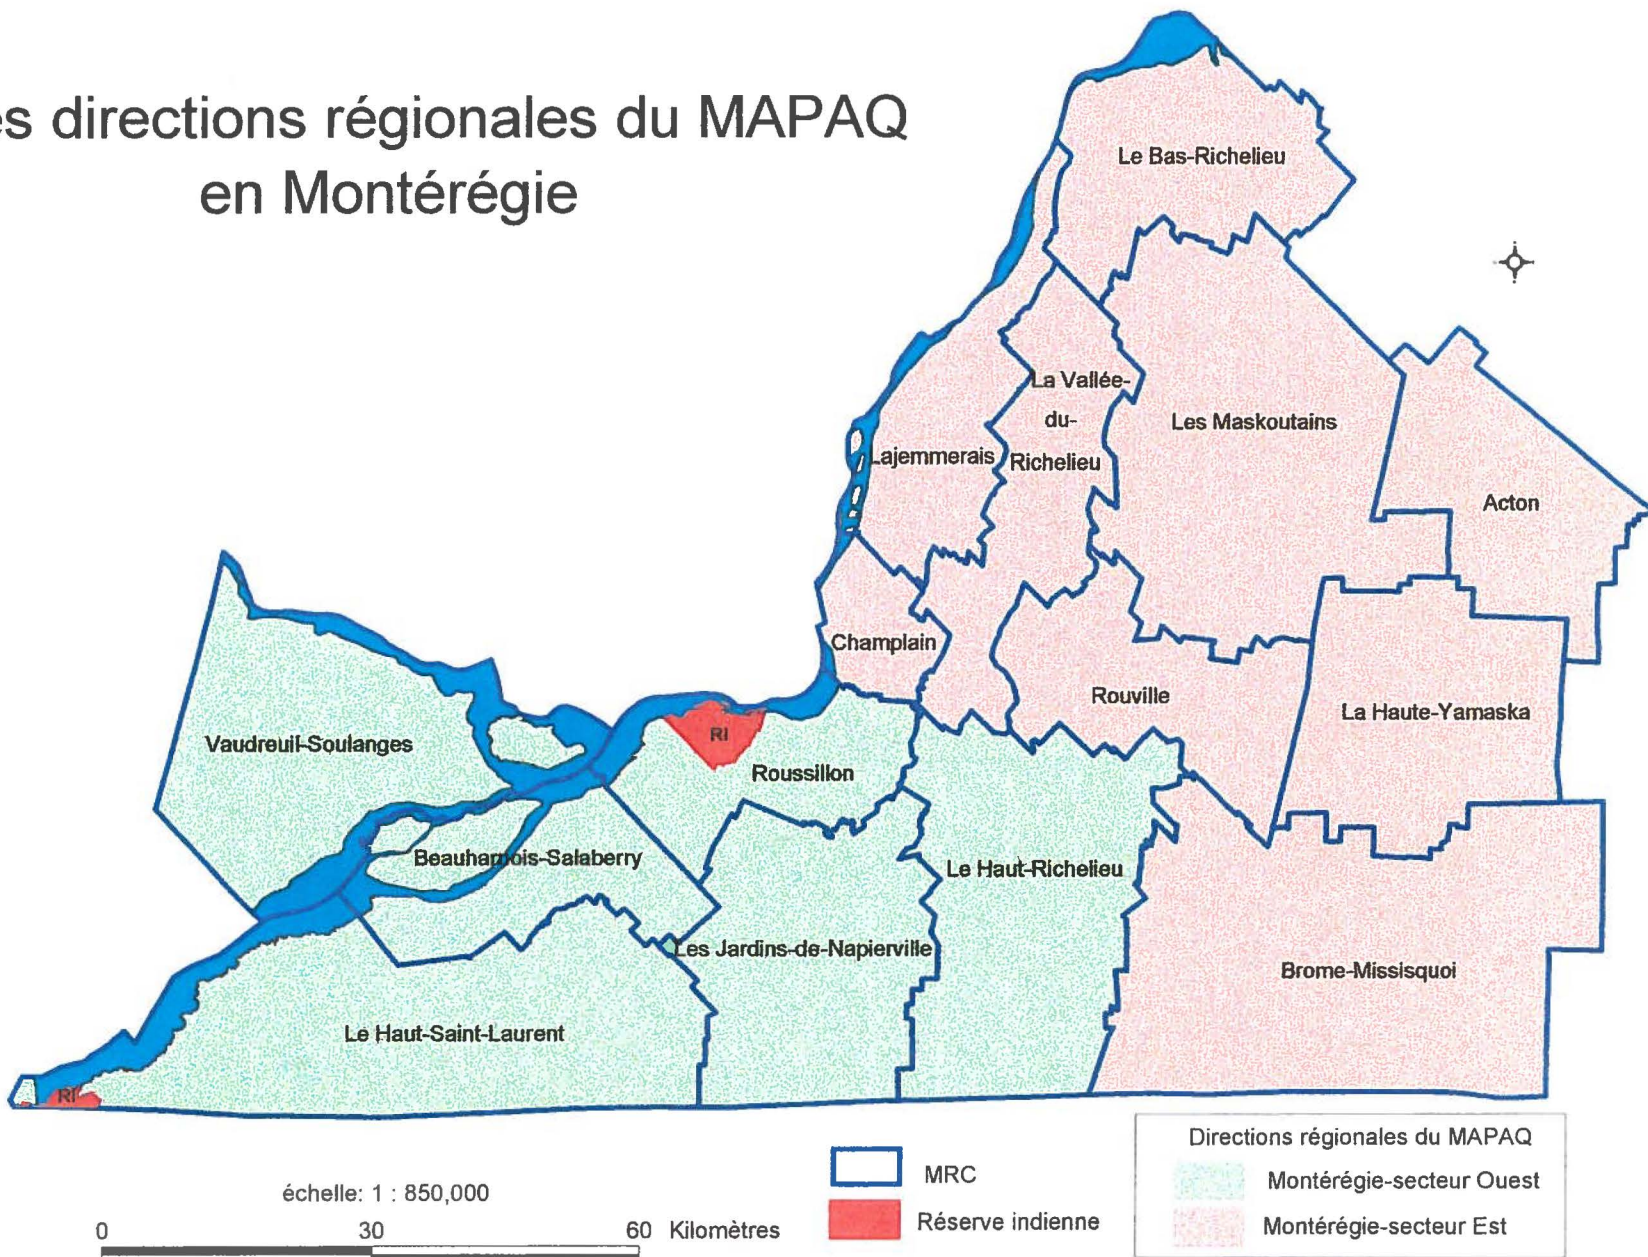 es directions régionales du MAPAQ
en Montérégie
Le Bas-Richelieu
La Vallée-
du-
Richelieu
Les Maskoutains
Lajemmerais
Acton
Champlain
Rouville
La Haute-Yamaska
RI
Vaudreuil-Soulanges
Roussillon
Beauharnois-Salaberry
Le Haut-Richelieu
Les Jardins-de-Napierville
Brome-Missisquoi
Le Haut-Saint-Laurent
RI
échelle: 1 : 850,000
0 30 60 Kilomètres
MRC
Réserve indienne
Directions régionales du MAPAQ
Montérégie-secteur Ouest
Montérégie-secteur Est